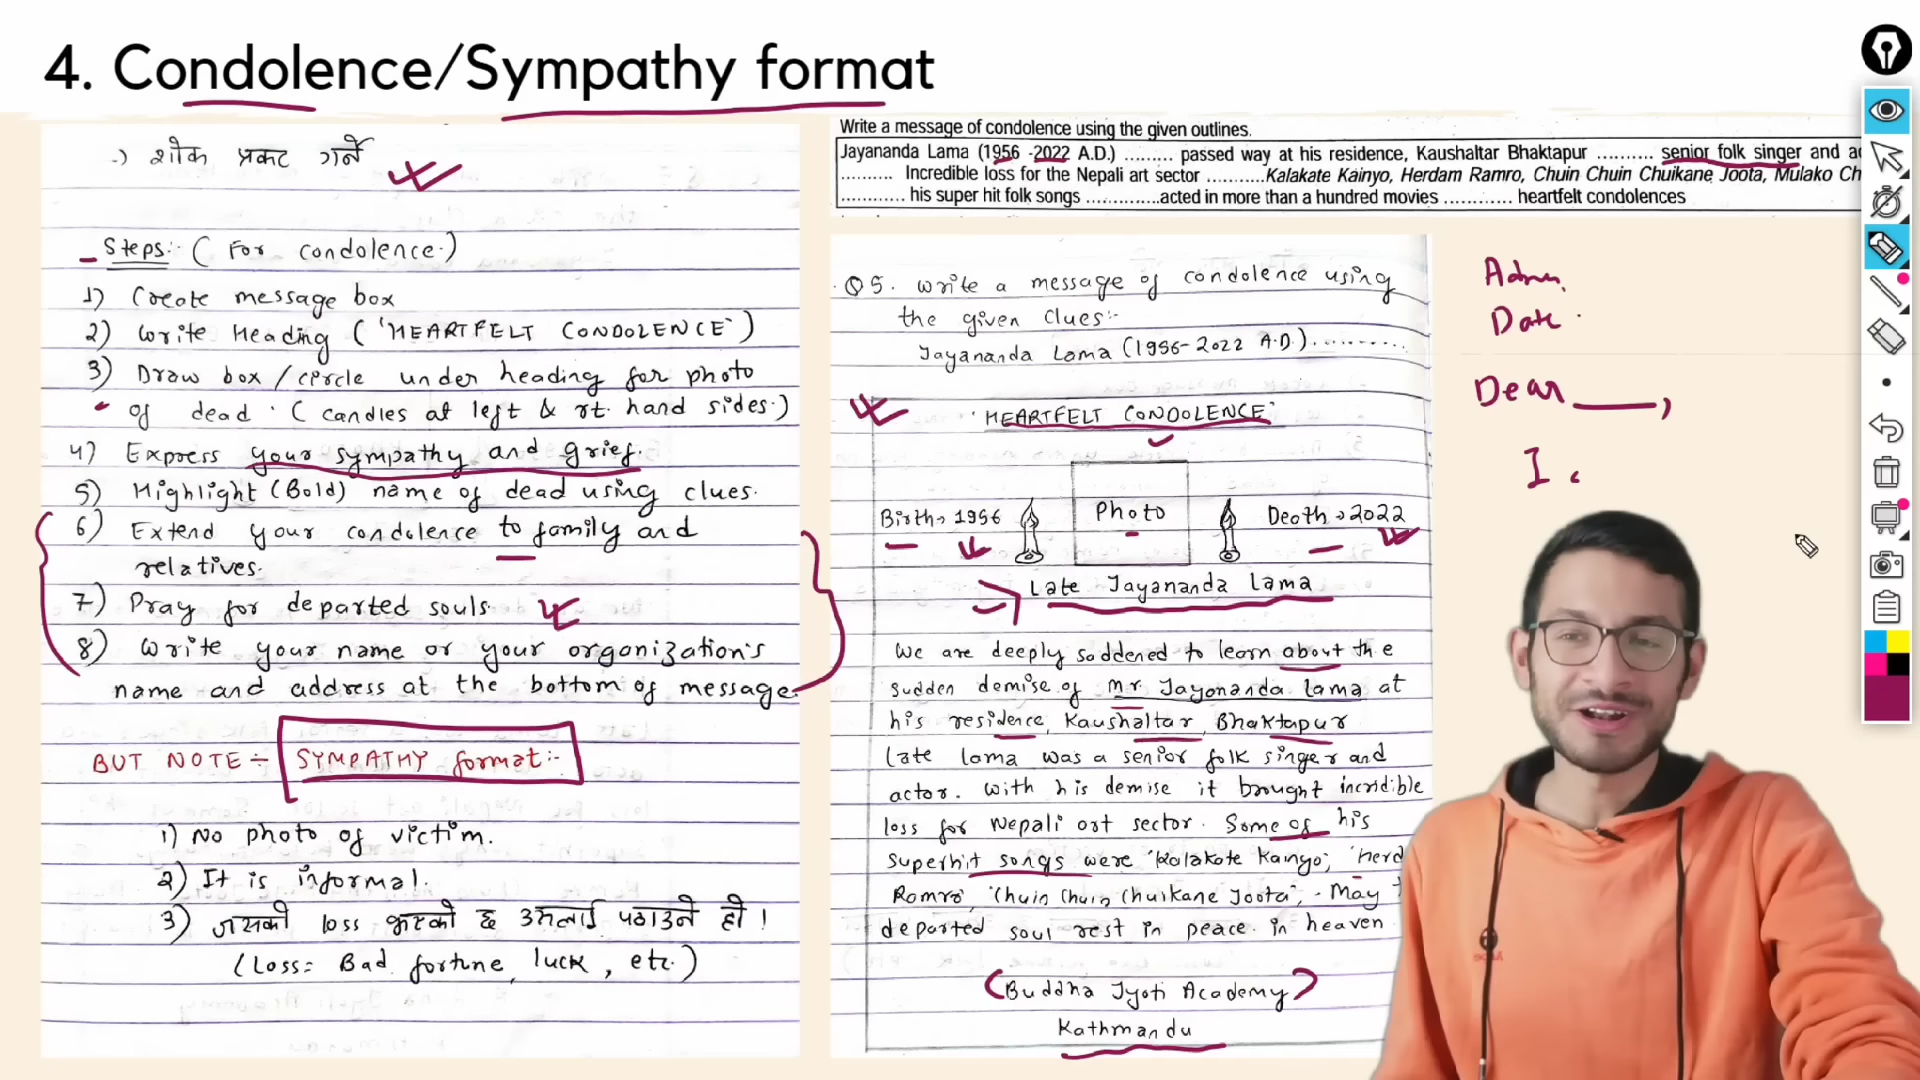 4. Condolence/Sympathy format
-) शोक प्रकट गर्ने
Steps:- ( For condolence.)
1) Create message box
2) Write Heading ( 'HEARTFELT CONDOLENCE' )
3) Draw box / circle under heading for photo
of dead. ( candles at left & rt. hand sides.)
4) Express your sympathy and grief.
5) Highlight (Bold) name of dead using clues.
6) Extend your condolence to family and
relatives.
7) Pray for departed souls
8) Write your name or your organization's
name and address at the bottom of message.
BUT NOTE ÷ SYMPATHY format:-
1) No photo of victim.
2) It is informal.
3) जसको loss भएको छ उसलाई पठाउने हो !
(Loss= Bad fortune, luck, etc.)
Write a message of condolence using the given outlines.
Jayananda Lama (1956 -2022 A.D.) ......... passed way at his residence, Kaushaltar Bhaktapur .......... senior folk singer and
.......... Incredible loss for the Nepali art sector ..........Kalakate Kainyo, Herdam Ramro, Chuin Chuin Chuikane Joota, Mulako
............ his super hit folk songs ..............acted in more than a hundred movies ............ heartfelt condolences
Q5. Write a message of condolence using
the given clues:-
Jayananda Lama (1956-2022 A.D.)..........
'HEARTFELT CONDOLENCE'
Birth→ 1956 Photo Death → 2022
Late Jayananda Lama
We are deeply saddened to learn about the
sudden demise of Mr. Jayananda lama at
his residence, Kaushaltar, Bhaktapur
late lama was a senior folk singer and
actor. With his demise it brought incridible
loss for Nepali art sector. Some of his
superhit songs were 'Kalakate Kainyo', 'Herd
Ramro', 'Chuin Chuin Chuikane Joota', . May
departed soul rest in peace in heaven
(Buddha Jyoti Academy)
Kathmandu
Date
Dear ____,
I